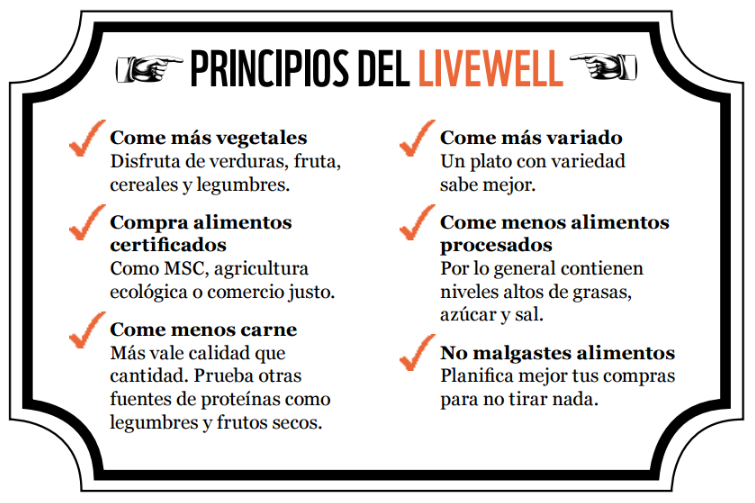 PRINCIPIOS DEL LIVEWELL
Come más vegetales
Disfruta de verduras, fruta,
cereales y legumbres.
Compra alimentos
certificados
Como MSC, agricultura
ecológica o comercio justo.
Come menos carne
Más vale calidad que
cantidad. Prueba otras
fuentes de proteínas como
legumbres y frutos secos.
Come más variado
Un plato con variedad
sabe mejor.
Come menos alimentos
procesados
Por lo general contienen
niveles altos de grasas,
azúcar y sal.
No malgastes alimentos
Planifica mejor tus compras
para no tirar nada.